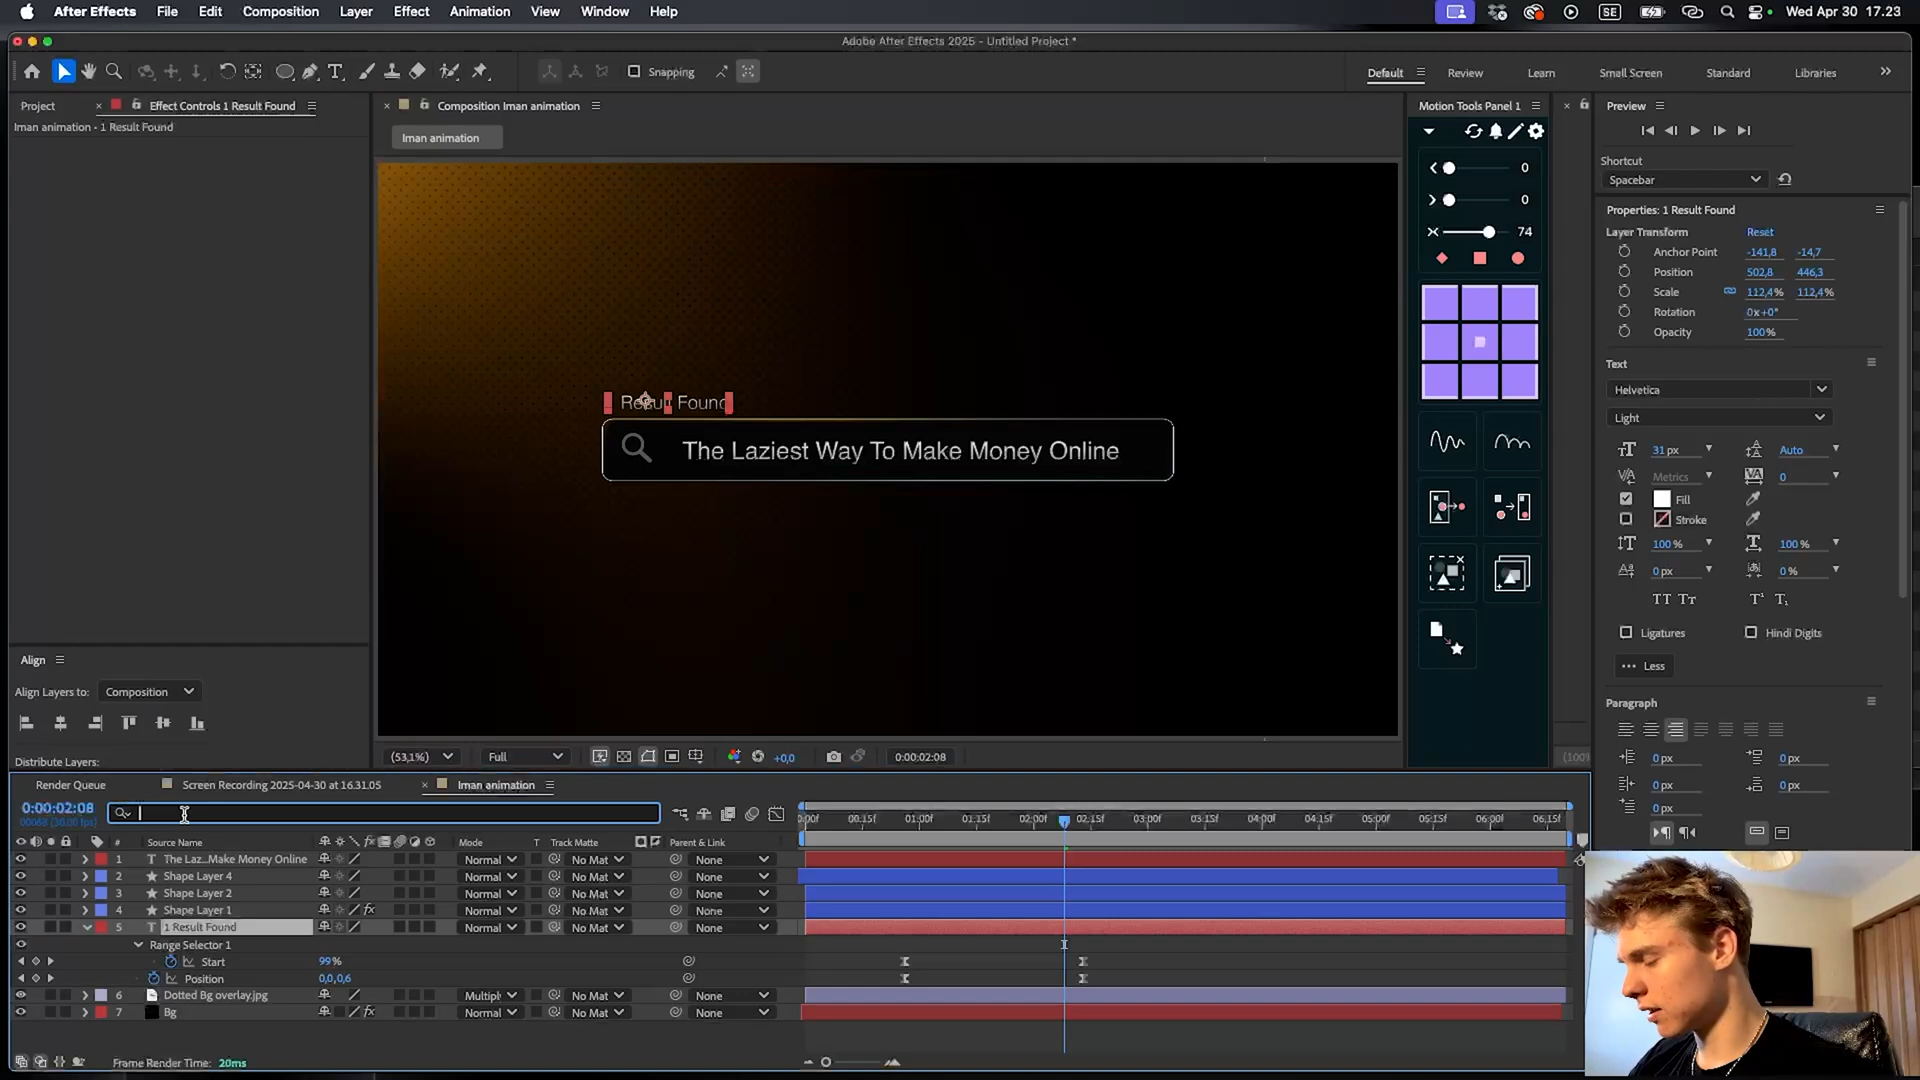 After Effects File Edit Composition Layer Effect Animation View Window Help SE Wed Apr 30 17.23
Adobe After Effects 2025 - Untitled Project *
Snapping Default Review Learn Small Screen Standard Libraries
Project Effect Controls 1 Result Found Composition Iman animation Motion Tools Panel 1 Preview
Iman animation - 1 Result Found
Iman animation
0
Shortcut
Spacebar
0
Properties: 1 Result Found
74
Layer Transform Reset
Anchor Point -141,8 -14,7
Position 502,8 446,3
Scale 112,4% 112,4%
Rotation 0x+0°
Opacity 100%
Text
Helvetica
Result Found
Light
The Laziest Way To Make Money Online
31 px Auto
Metrics 0
Fill
Stroke
100 % 100 %
0 px 0 %
TT Tт T¹ T₁
Ligatures Hindi Digits
Less
Align
Align Layers to: Composition
Paragraph
(53,1%) Full +0,0 0:00:02:08
Distribute Layers:
0 px 0 px
0 px 0 px
0 px
Render Queue Screen Recording 2025-04-30 at 16.31.05 Iman animation
0:00:02:08
00:15f 01:00f 01:15f 02:00f 02:15f 03:00f 03:15f 04:00f 04:15f 05:00f 05:15f 06:00f 06:15f
# Source Name fx Mode T Track Matte Parent & Link
1 T The Laz...Make Money Online Normal No Mat None
2 Shape Layer 4 Normal No Mat None
3 Shape Layer 2 Normal No Mat None
4 Shape Layer 1 fx Normal No Mat None
5 T 1 Result Found Normal No Mat None
Range Selector 1
Start 99%
Position 0,0,0,6
6 Dotted Bg overlay.jpg Multipl No Mat None
7 Bg fx Normal No Mat None
Frame Render Time: 20ms